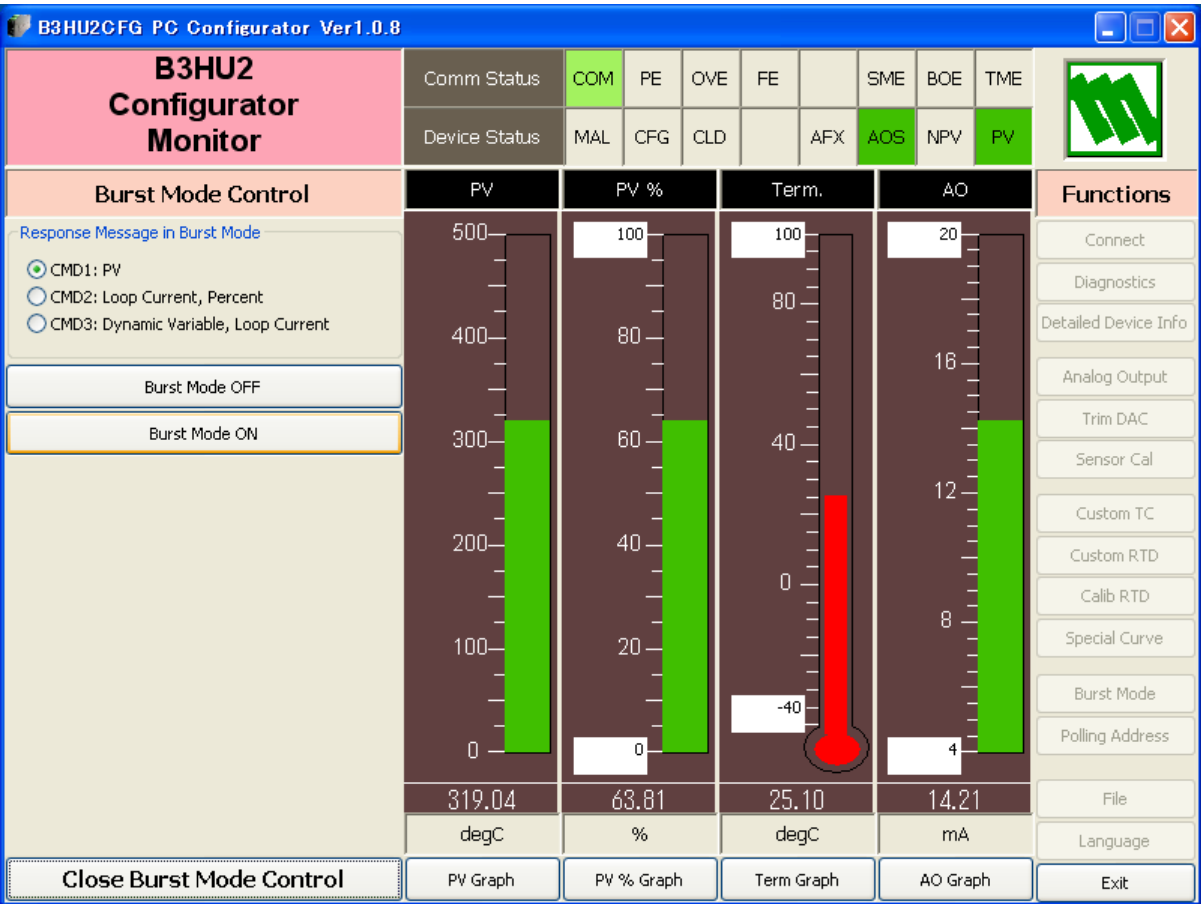 B3HU2CFG PC Configurator Ver1.0.8
B3HU2
Configurator
Monitor
Comm Status COM PE OVE FE SME BOE TME
Device Status MAL CFG CLD AFX AOS NPV PV
Burst Mode Control
Response Message in Burst Mode
CMD1: PV
CMD2: Loop Current, Percent
CMD3: Dynamic Variable, Loop Current
Burst Mode OFF
Burst Mode ON
Close Burst Mode Control
PV
500
400
300
200
100
0
319.04
degC
PV Graph
PV %
100
80
60
40
20
0
63.81
%
PV % Graph
Term.
100
80
40
0
-40
25.10
degC
Term Graph
AO
20
16
12
8
4
14.21
mA
AO Graph
Functions
Connect
Diagnostics
Detailed Device Info
Analog Output
Trim DAC
Sensor Cal
Custom TC
Custom RTD
Calib RTD
Special Curve
Burst Mode
Polling Address
File
Language
Exit